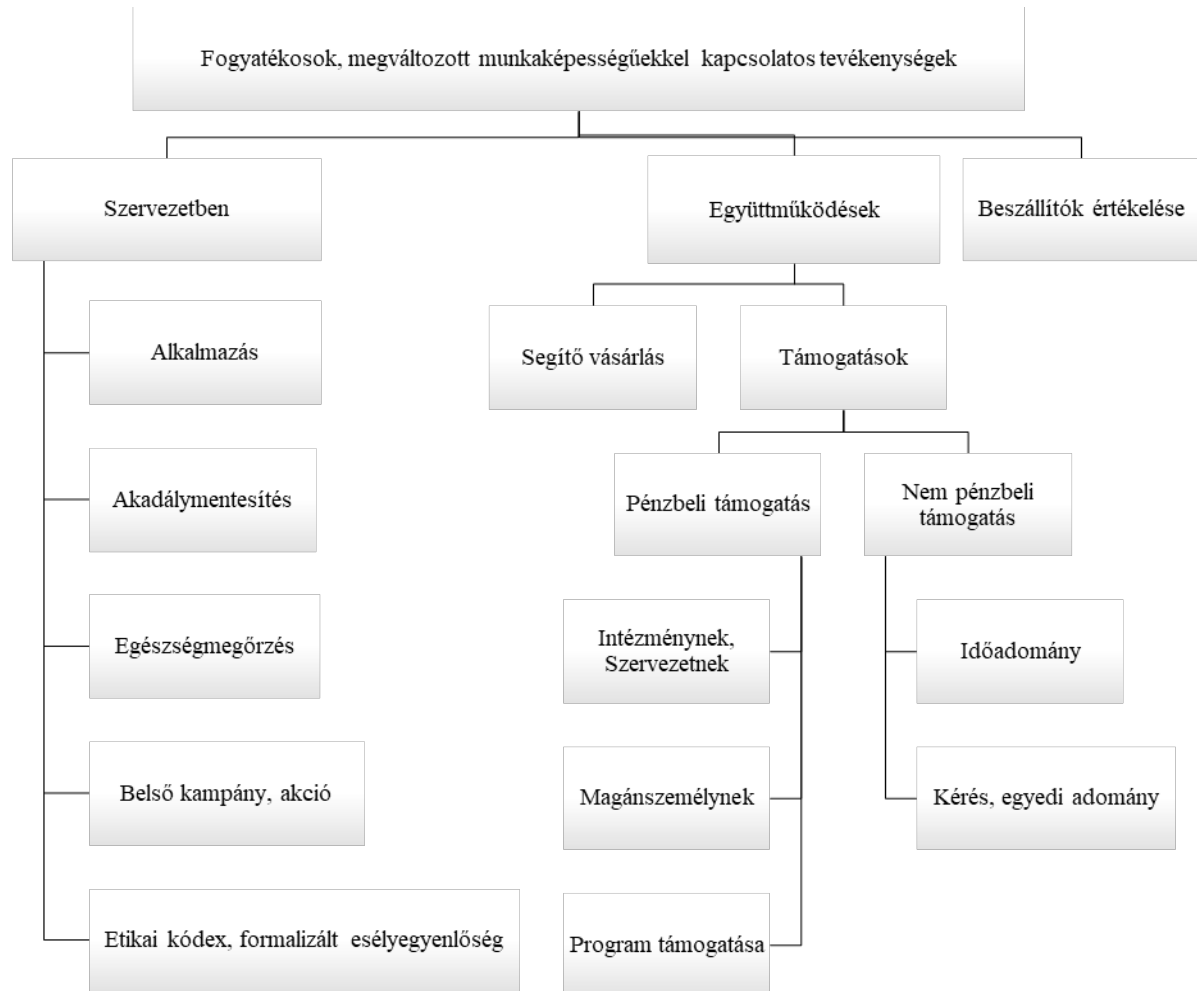 Fogyatékosok, megváltozott munkaképességűekkel kapcsolatos tevékenységek
Szervezetben
Együttműködések
Beszállítók értékelése
Alkalmazás
Segítő vásárlás
Támogatások
Akadálymentesítés
Pénzbeli támogatás
Nem pénzbeli
támogatás
Egészségmegőrzés
Intézménynek,
Szervezetnek
Időadomány
Belső kampány, akció
Magánszemélynek
Kérés, egyedi adomány
Etikai kódex, formalizált esélyegyenlőség
Program támogatása